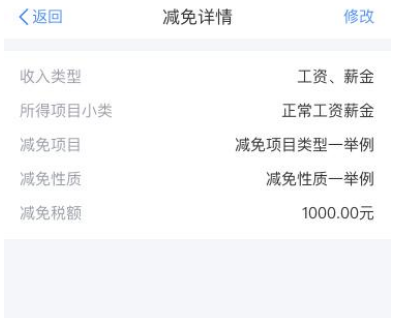 返回 减免详情 修改
收入类型 工资、薪金
所得项目小类 正常工资薪金
减免项目 减免项目类型一举例
减免性质 减免性质一举例
减免税额 1000.00元